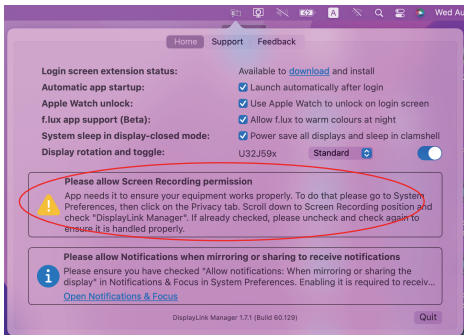 A
Wed Au
Home Support Feedback
Login screen extension status: Available to download and install
Automatic app startup: Launch automatically after login
Apple Watch unlock: Use Apple Watch to unlock on login screen
f.lux app support (Beta): Allow f.lux to warm colours at night
System sleep in display-closed mode: Power save all displays and sleep in clamshell
Display rotation and toggle: U32J59x Standard
Please allow Screen Recording permission
App needs it to ensure your equipment works properly. To do that please go to System
Preferences, then click on the Privacy tab. Scroll down to Screen Recording position and
check "DisplayLink Manager". If already checked, please uncheck and check again to
ensure it is handled properly.
Please allow Notifications when mirroring or sharing to receive notifications
Please ensure you have checked "Allow notifications: When mirroring or sharing the
display" in Notifications & Focus in System Preferences. Enabling it is required to receiv...
Open Notifications & Focus
DisplayLink Manager 1.7.1 (Build 60.129) Quit